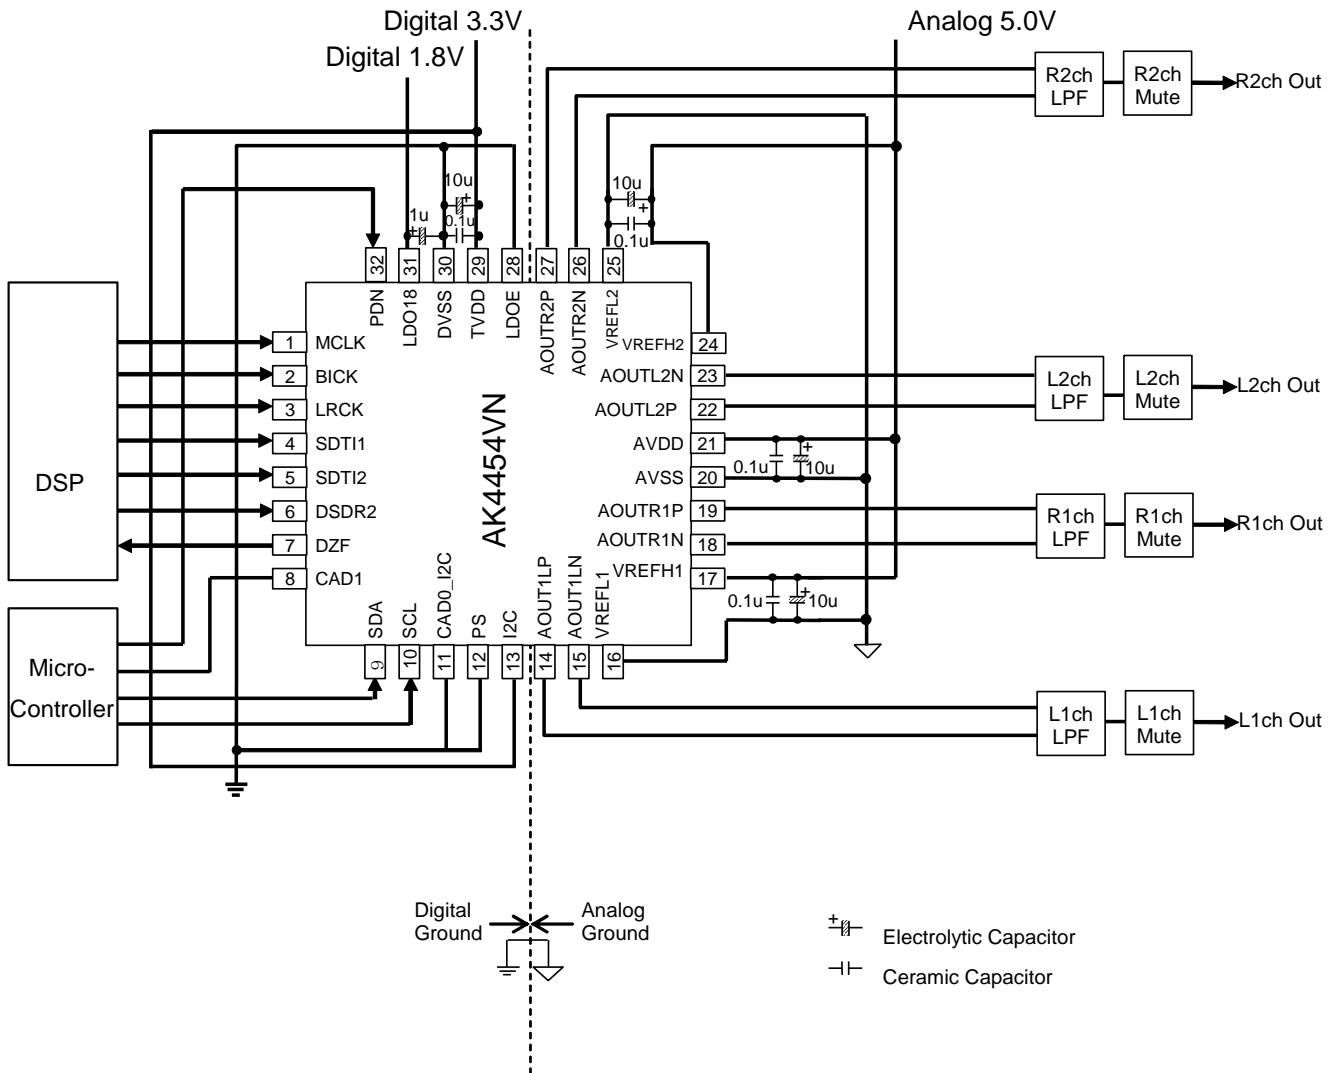 Digital 3.3V
Analog 5.0V
Digital 1.8V
R2ch
LPF
R2ch
Mute
R2ch Out
10u
1u
0.1u
10u
0.1u
32
31
30
29
28
27
26
25
PDN
LDO18
DVSS
TVDD
LDOE
AOUTR2P
AOUTR2N
VREFL2
DSP
1
MCLK
2
BICK
3
LRCK
4
SDTI1
5
SDTI2
6
DSDR2
7
DZF
8
CAD1
AK4454VN
VREFH2
24
AOUTL2N
23
AOUTL2P
22
AVDD
21
AVSS
20
AOUTR1P
19
AOUTR1N
18
VREFH1
17
0.1u
10u
0.1u
10u
L2ch
LPF
L2ch
Mute
L2ch Out
R1ch
LPF
R1ch
Mute
R1ch Out
SDA
SCL
CAD0_I2C
PS
I2C
AOUT1LP
AOUT1LN
VREFL1
9
10
11
12
13
14
15
16
Micro-
Controller
L1ch
LPF
L1ch
Mute
L1ch Out
Digital
Ground
Analog
Ground
Electrolytic Capacitor
Ceramic Capacitor